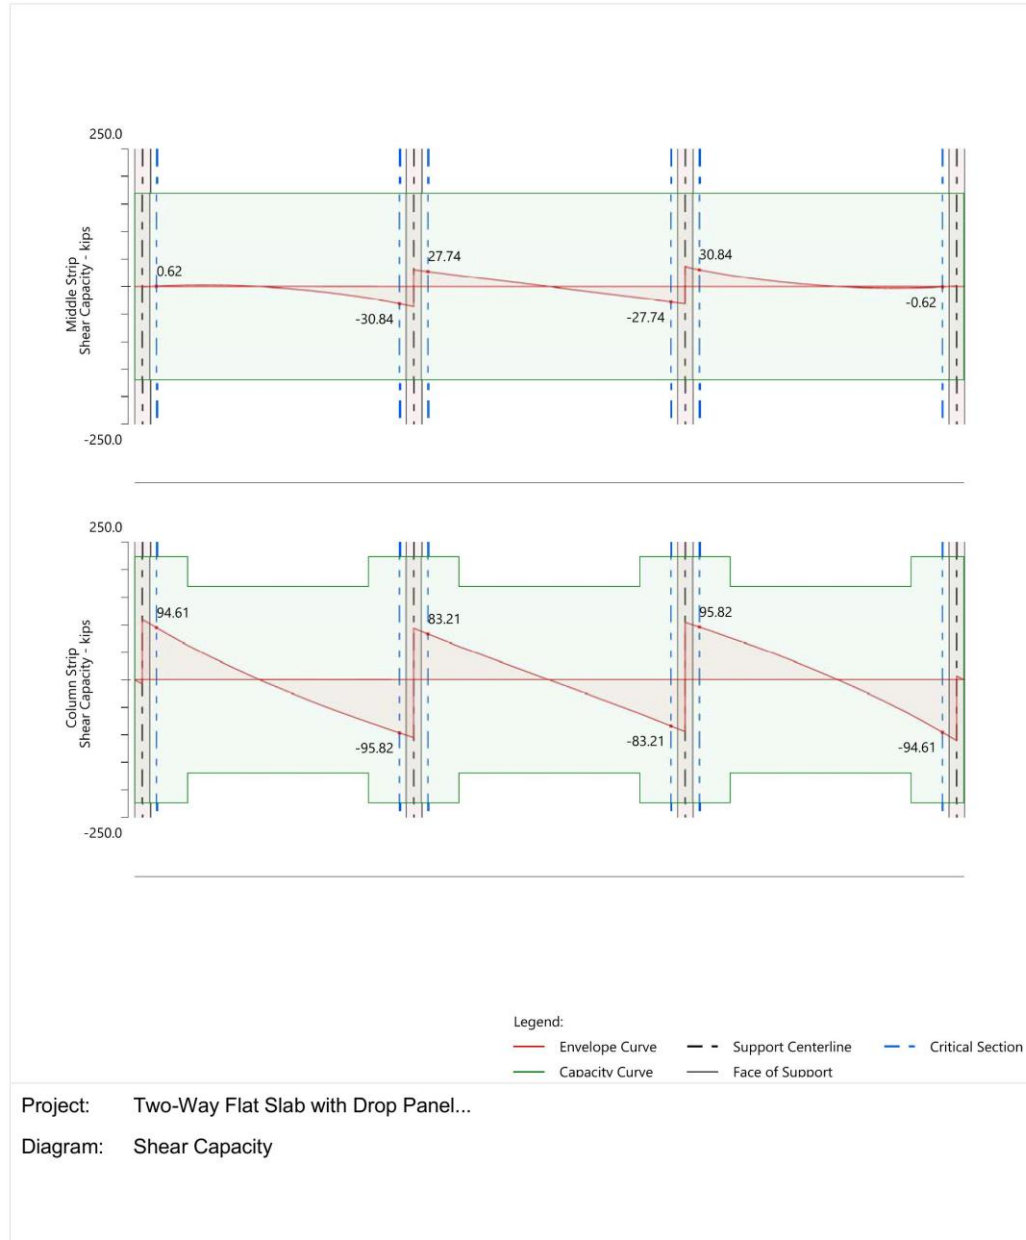 250.0
Middle Strip
Shear Capacity - kips
0.62
-30.84
27.74
-27.74
30.84
-0.62
-250.0
250.0
Column Strip
Shear Capacity - kips
94.61
-95.82
83.21
-83.21
95.82
-94.61
-250.0
Legend:
Envelope Curve Support Centerline Critical Section
Capacity Curve Face of Support
Project: Two-Way Flat Slab with Drop Panel...
Diagram: Shear Capacity